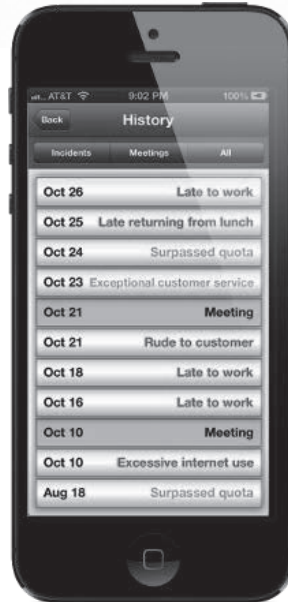 AT&T 9:02 PM 100%
Back History
Incidents Meetings All
Oct 26 Late to work
Oct 25 Late returning from lunch
Oct 24 Surpassed quota
Oct 23 Exceptional customer service
Oct 21 Meeting
Oct 21 Rude to customer
Oct 18 Late to work
Oct 16 Late to work
Oct 10 Meeting
Oct 10 Excessive internet use
Aug 18 Surpassed quota